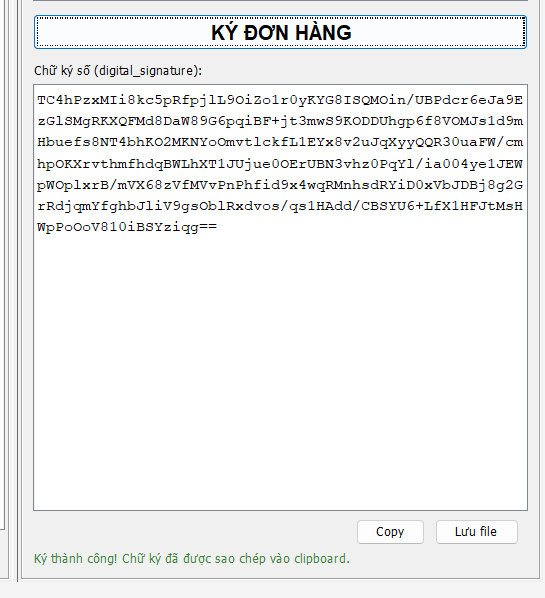 KÝ ĐƠN HÀNG
Chữ ký số (digital_signature):
TC4hPzxMIi8kc5pRfpjlL9OiZo1r0yKYG8ISQMOin/UBPdcr6eJa9E
zGlSMgRKXQFMd8DaW89G6pqiBF+jt3mwS9KODDUhgp6f8VOMJs1d9m
Hbuefs8NT4bhKO2MKNYoOmvtlckfL1EYx8v2uJqXyyQQR30uaFW/cm
hpOKXrvthmfhdqBWLhXT1JUjue0OErUBN3vhz0PqYl/ia004ye1JEW
pWOplxrB/mVX68zVfMVvPnPhfid9x4wqRMnhsdRYiD0xVbJDBj8g2G
rRdjqmYfghbJliV9gsOblRxdvos/qs1HAdd/CBSYU6+LfX1HFJtMsH
WpPoOoV810iBSYziqg==
Copy
Lưu file
Ký thành công! Chữ ký đã được sao chép vào clipboard.